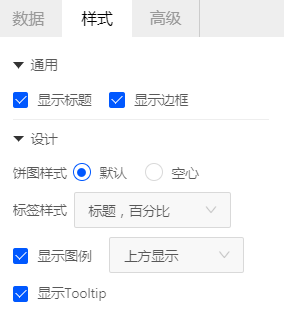 数据 样式 高级
通用
显示标题 显示边框
设计
饼图样式 默认 空心
标签样式 标题，百分比
显示图例 上方显示
显示Tooltip